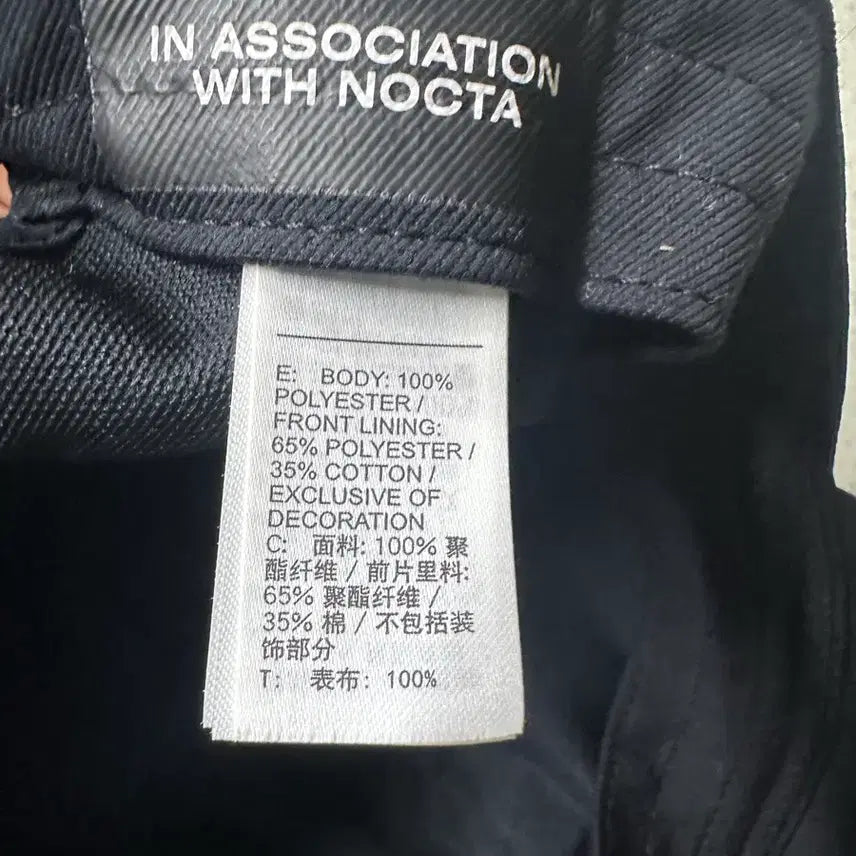 IN ASSOCIATION
WITH NOCTA
E: BODY: 100%
POLYESTER /
FRONT LINING:
65% POLYESTER /
35% COTTON /
EXCLUSIVE OF
DECORATION
C: 面料: 100% 聚
酯纤维 / 前片里料:
65% 聚酯纤维 /
35% 棉 / 不包括装
饰部分
T: 表布: 100%